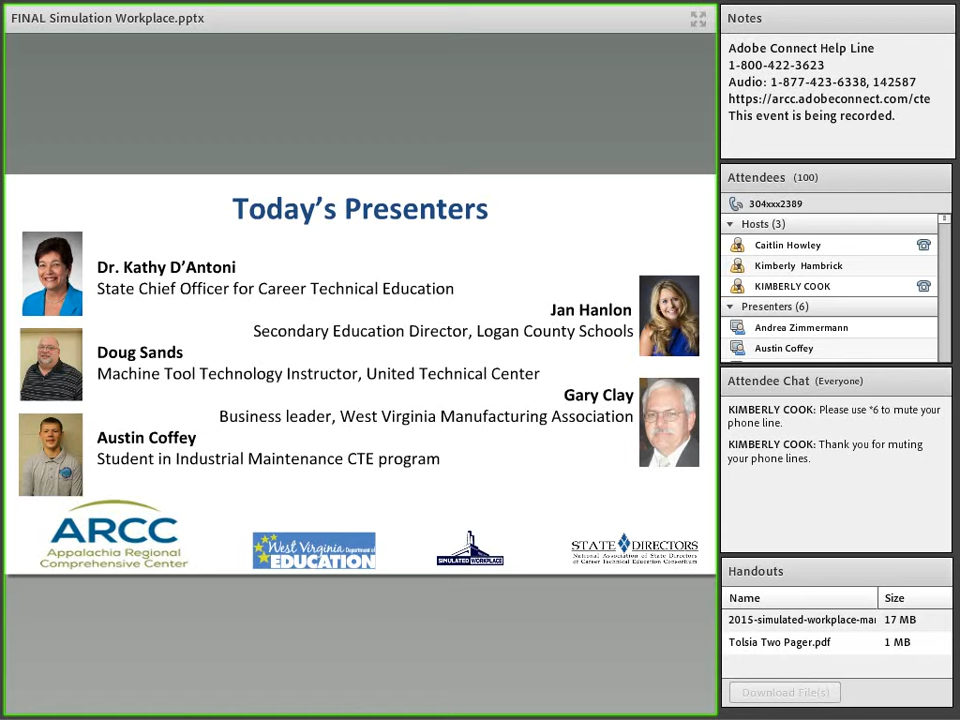 FINAL Simulation Workplace.pptx
Today's Presenters
Dr. Kathy D'Antoni
State Chief Officer for Career Technical Education
Jan Hanlon
Secondary Education Director, Logan County Schools
Doug Sands
Machine Tool Technology Instructor, United Technical Center
Gary Clay
Business leader, West Virginia Manufacturing Association
Austin Coffey
Student in Industrial Maintenance CTE program
ARCC
Appalachia Regional
Comprehensive Center
West Virginia Department of
EDUCATION
SIMULATED WORKPLACE
STATE DIRECTORS
National Association of State Directors
of Career Technical Education Consortium
Notes
Adobe Connect Help Line
1-800-422-3623
Audio: 1-877-423-6338, 142587
https://arcc.adobeconnect.com/cte
This event is being recorded.
Attendees (100)
304xxx2389
Hosts (3)
Caitlin Howley
Kimberly Hambrick
KIMBERLY COOK
Presenters (6)
Andrea Zimmermann
Austin Coffey
Attendee Chat (Everyone)
KIMBERLY COOK: Please use *6 to mute your
phone line.
KIMBERLY COOK: Thank you for muting
your phone lines.
Handouts
Name Size
2015-simulated-workplace-mar 17 MB
Tolsia Two Pager.pdf 1 MB
Download File(s)